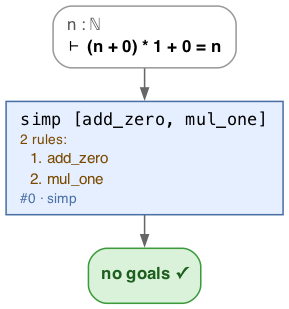 n : ℕ
⊢ (n + 0) * 1 + 0 = n
simp [add_zero, mul_one]
2 rules:
1. add_zero
2. mul_one
#0 · simp
no goals ✓